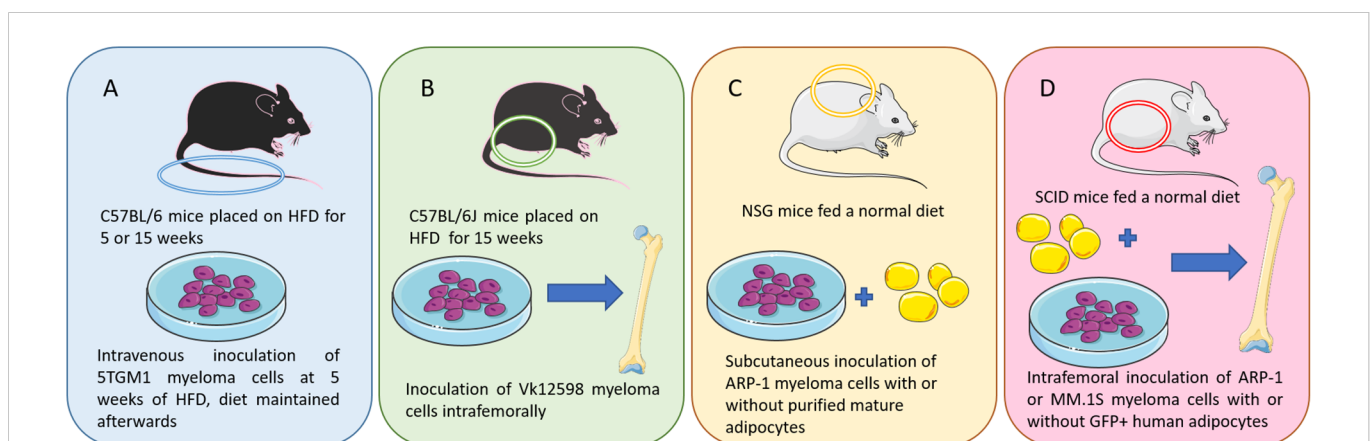 A
C57BL/6 mice placed on HFD for
5 or 15 weeks
Intravenous inoculation of
5TGM1 myeloma cells at 5
weeks of HFD, diet maintained
afterwards
B
C57BL/6J mice placed on
HFD for 15 weeks
Inoculation of Vk12598 myeloma
cells intrafemorally
C
NSG mice fed a normal diet
Subcutaneous inoculation of
ARP-1 myeloma cells with or
without purified mature
adipocytes
D
SCID mice fed a normal diet
Intrafemoral inoculation of ARP-1
or MM.1S myeloma cells with or
without GFP+ human adipocytes